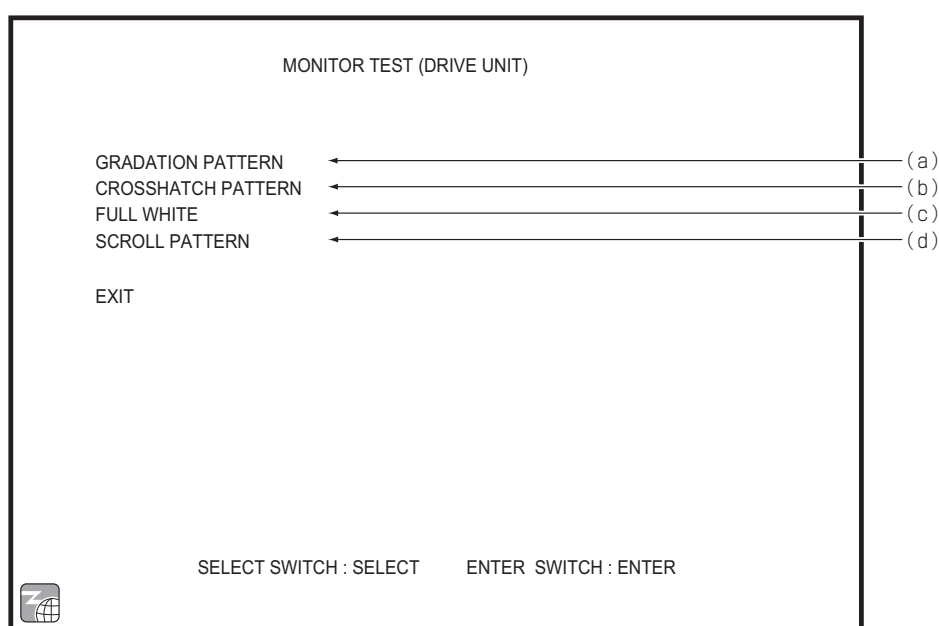 MONITOR TEST (DRIVE UNIT)
GRADATION PATTERN (a)
CROSSHATCH PATTERN (b)
FULL WHITE (c)
SCROLL PATTERN (d)
EXIT
SELECT SWITCH : SELECT ENTER SWITCH : ENTER